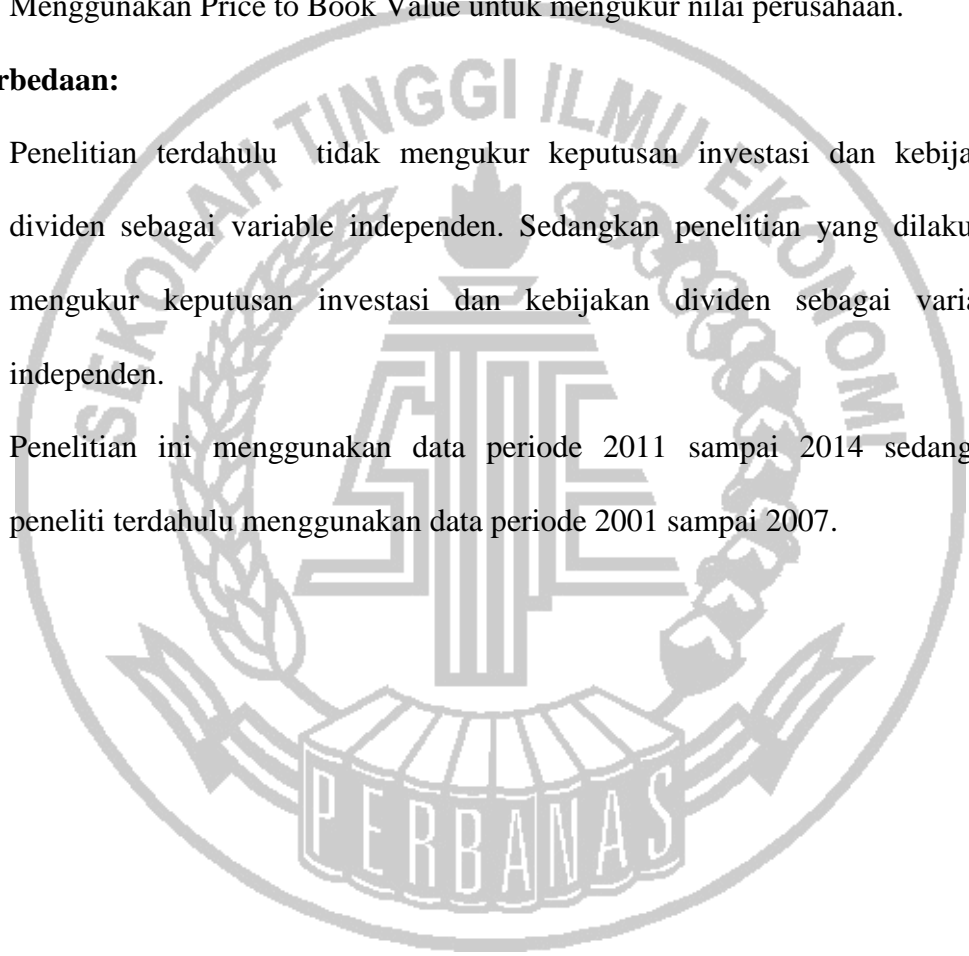 Menggunakan Price to Book Value untuk mengukur nilai perusahaan.
rbedaan:
Penelitian terdahulu tidak mengukur keputusan investasi dan kebija
dividen sebagai variable independen. Sedangkan penelitian yang dilaku
mengukur keputusan investasi dan kebijakan dividen sebagai varia
independen.
Penelitian ini menggunakan data periode 2011 sampai 2014 sedang
peneliti terdahulu menggunakan data periode 2001 sampai 2007.
SEKOLAH TINGGI ILMU EKONOMI
PERBANAS